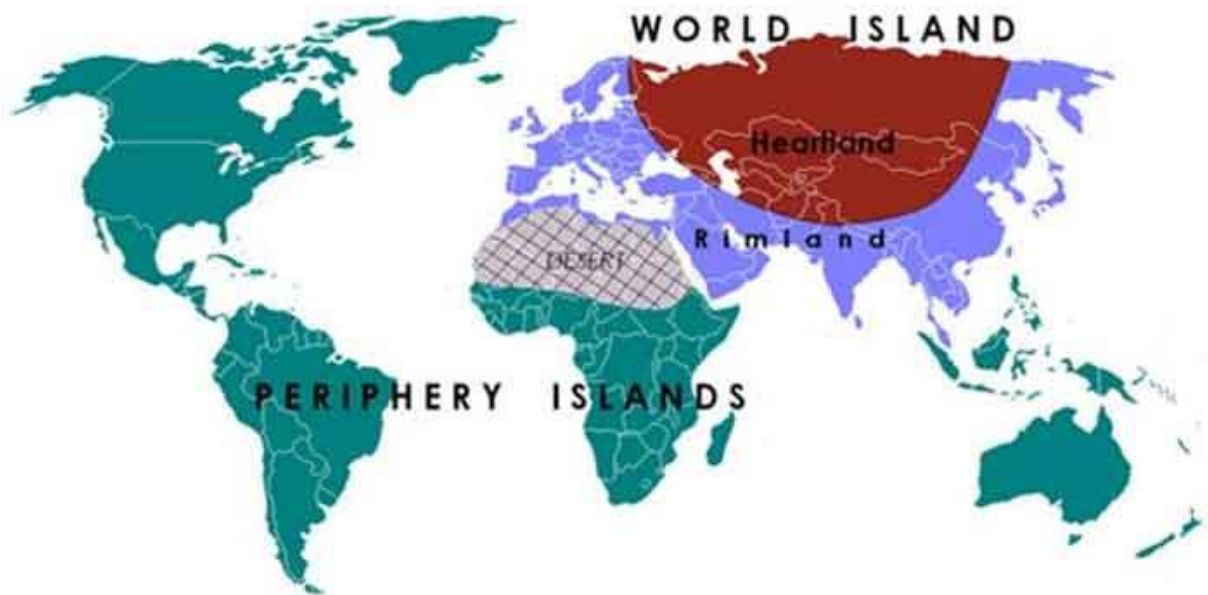 WORLD ISLAND
Heartland
Rimland
DESERT
PERIPHERY ISLANDS